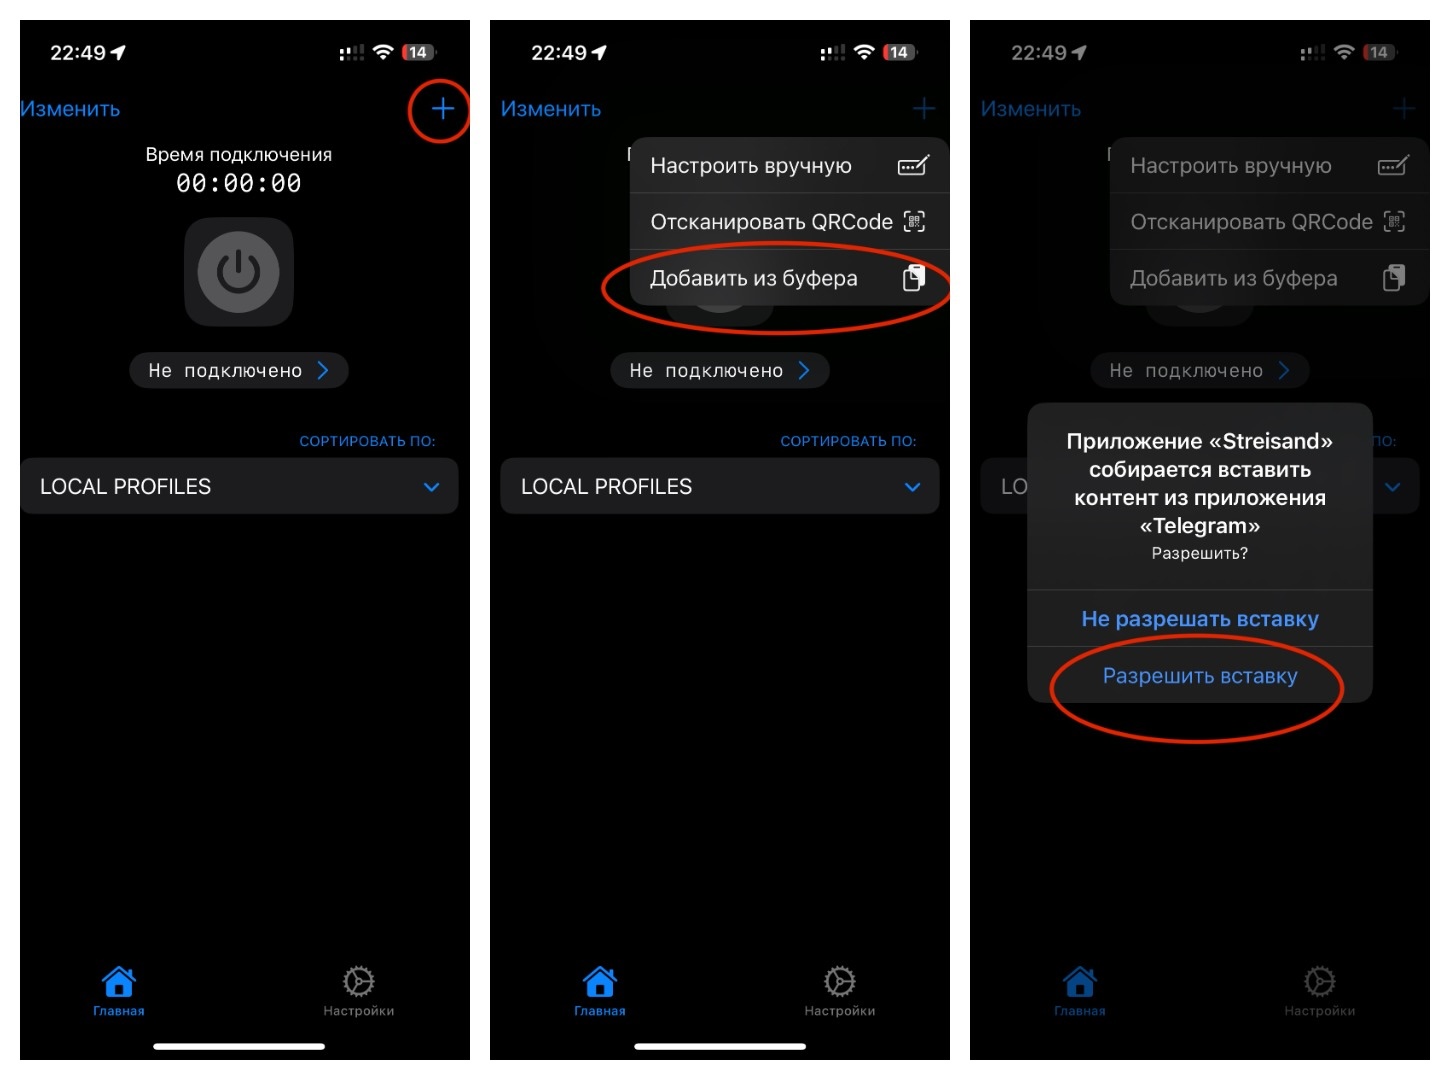 22:49
14
Изменить
Время подключения
00:00:00
Не подключено
СОРТИРОВАТЬ ПО:
LOCAL PROFILES
Главная
Настройки
22:49
14
Изменить
Настроить вручную
Отсканировать QRCode
Добавить из буфера
Не подключено
СОРТИРОВАТЬ ПО:
LOCAL PROFILES
Главная
Настройки
22:49
14
Изменить
Настроить вручную
Отсканировать QRCode
Добавить из буфера
Не подключено
ПО:
LO
Приложение «Streisand»
собирается вставить
контент из приложения
«Telegram»
Разрешить?
Не разрешать вставку
Разрешить вставку
Главная
Настройки